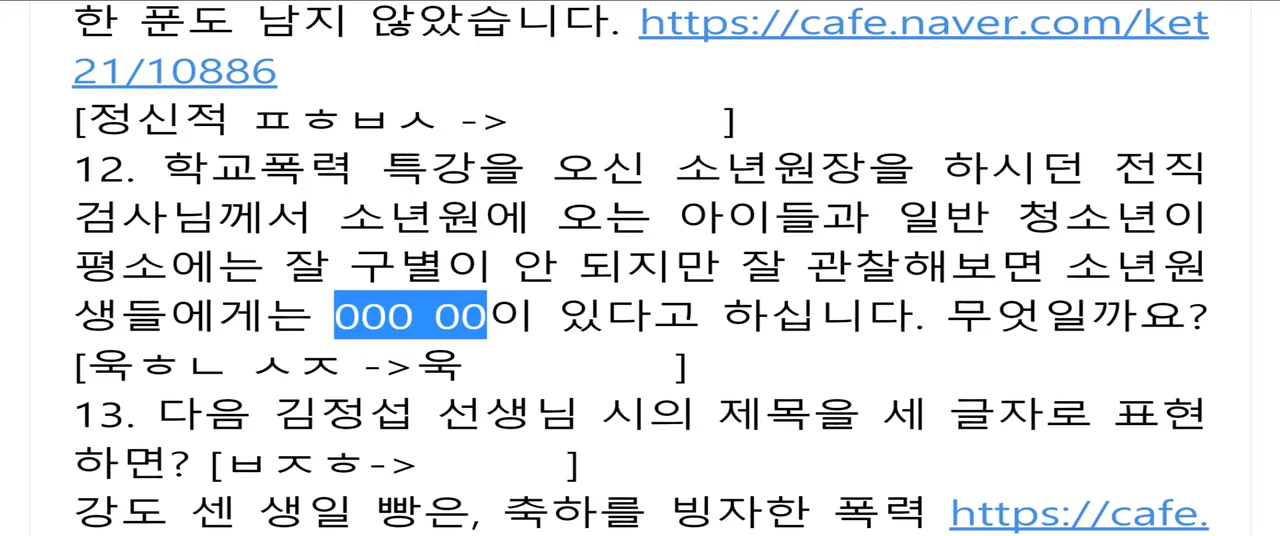 한 푼도 남지 않았습니다. https://cafe.naver.com/ket
21/10886
[정신적 ㅍㅎㅂㅅ -> ]
12. 학교폭력 특강을 오신 소년원장을 하시던 전직
검사님께서 소년원에 오는 아이들과 일반 청소년이
평소에는 잘 구별이 안 되지만 잘 관찰해보면 소년원
생들에게는 000 00이 있다고 하십니다. 무엇일까요?
[욱ㅎㄴ ㅅㅈ ->욱 ]
13. 다음 김정섭 선생님 시의 제목을 세 글자로 표현
하면? [ㅂㅈㅎ-> ]
강도 센 생일 빵은, 축하를 빙자한 폭력 https://cafe.